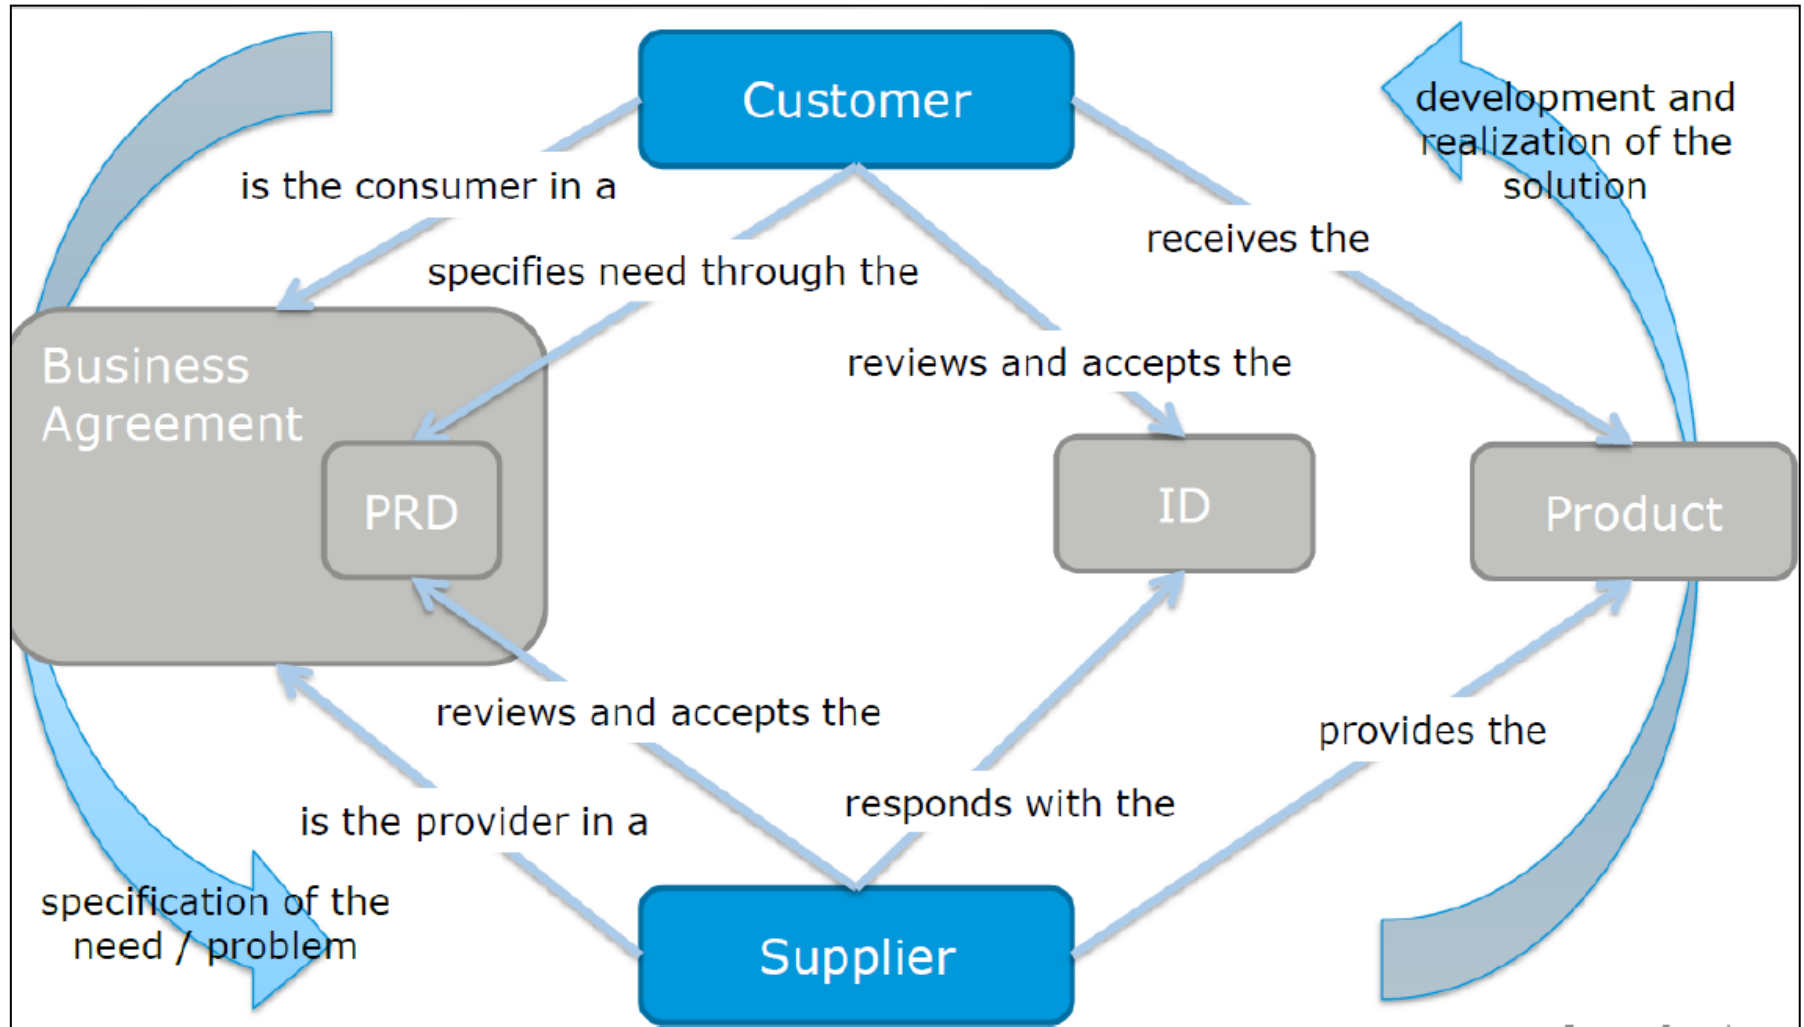 Customer
development and
realization of the
solution
is the consumer in a
receives the
specifies need through the
reviews and accepts the
Business
Agreement
PRD
ID
Product
reviews and accepts the
provides the
responds with the
is the provider in a
specification of the
need / problem
Supplier